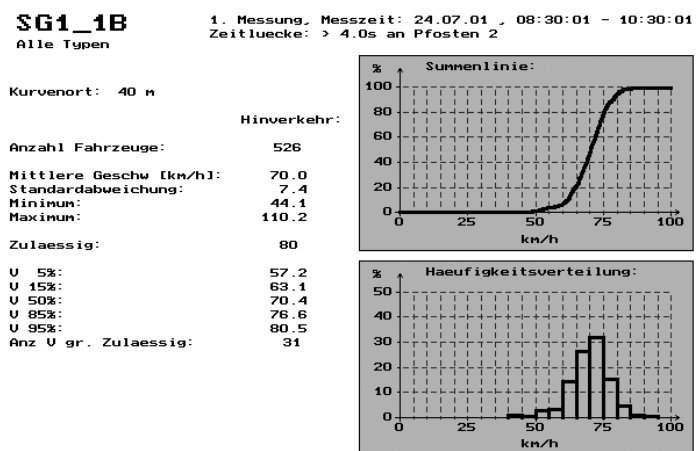 SG1_1B
Alle Typen
1. Messung, Messzeit: 24.07.01 , 08:30:01 - 10:30:01
Zeitluecke: > 4.0s an Pfosten 2
Kurvenort: 40 m
Hinverkehr:
Anzahl Fahrzeuge: 526
Mittlere Geschw [km/h]: 70.0
Standardabweichung: 7.4
Minimum: 44.1
Maximum: 110.2
Zulaessig: 80
V 5%: 57.2
V 15%: 63.1
V 50%: 70.4
V 85%: 76.6
V 95%: 80.5
Anz V gr. Zulaessig: 31
% Summenlinie:
100
80
60
40
20
0
0 25 50 75 100
km/h
% Haeufigkeitsverteilung:
50
40
30
20
10
0
0 25 50 75 100
km/h